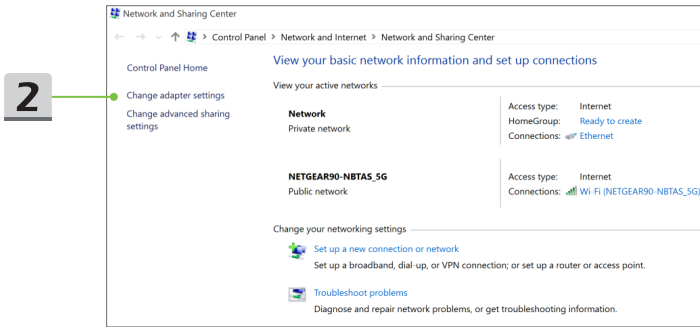 Network and Sharing Center
Control Panel > Network and Internet > Network and Sharing Center
2
Control Panel Home
Change adapter settings
Change advanced sharing
settings
View your basic network information and set up connections
View your active networks
Network
Private network
Access type: Internet
HomeGroup: Ready to create
Connections: Ethernet
NETGEAR90-NBTAS_5G
Public network
Access type: Internet
Connections: Wi-Fi (NETGEAR90-NBTAS_5G)
Change your networking settings
Set up a new connection or network
Set up a broadband, dial-up, or VPN connection; or set up a router or access point.
Troubleshoot problems
Diagnose and repair network problems, or get troubleshooting information.